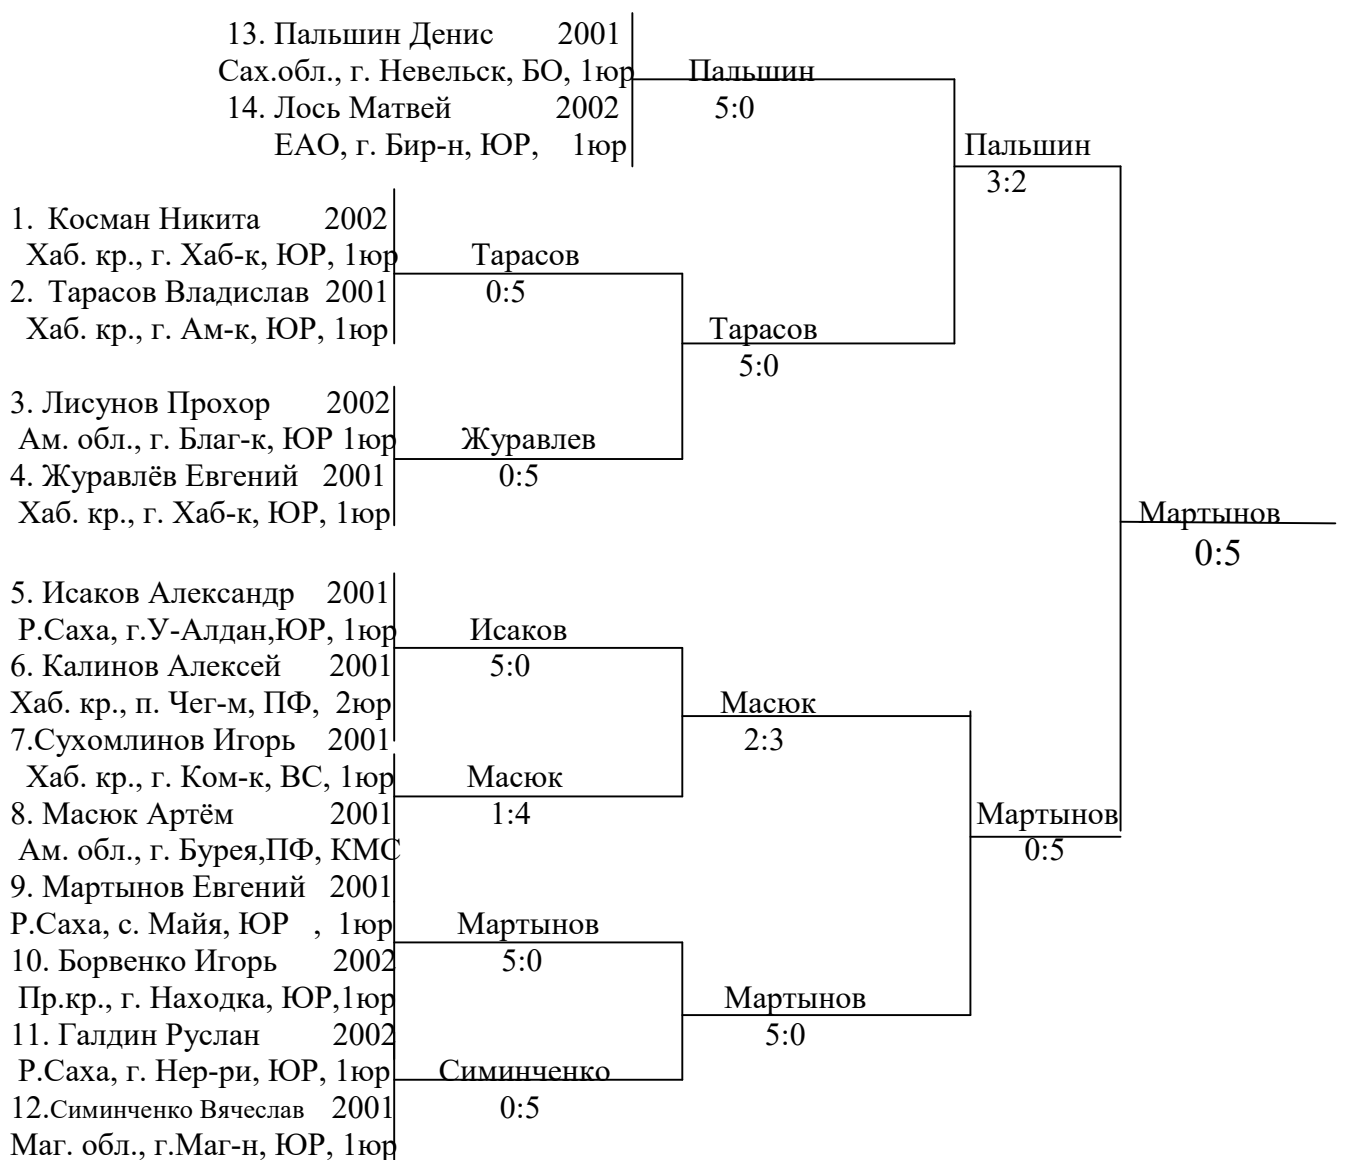 13. Пальшин Денис 2001
Сах.обл., г. Невельск, БО, 1юр Пальшин
14. Лось Матвей 2002 5:0
ЕАО, г. Бир-н, ЮР, 1юр Пальшин
3:2
1. Косман Никита 2002
Хаб. кр., г. Хаб-к, ЮР, 1юр Тарасов
2. Тарасов Владислав 2001 0:5
Хаб. кр., г. Ам-к, ЮР, 1юр Тарасов
5:0
3. Лисунов Прохор 2002
Ам. обл., г. Благ-к, ЮР 1юр Журавлев
4. Журавлёв Евгений 2001 0:5
Хаб. кр., г. Хаб-к, ЮР, 1юр Мартынов
0:5
5. Исаков Александр 2001
Р.Саха, г.У-Алдан,ЮР, 1юр Исаков
6. Калинов Алексей 2001 5:0
Хаб. кр., п. Чег-м, ПФ, 2юр Масюк
7.Сухомлинов Игорь 2001 2:3
Хаб. кр., г. Ком-к, ВС, 1юр Масюк
8. Масюк Артём 2001 1:4 Мартынов
Ам. обл., г. Бурея,ПФ, КМС 0:5
9. Мартынов Евгений 2001
Р.Саха, с. Майя, ЮР , 1юр Мартынов
10. Борвенко Игорь 2002 5:0
Пр.кр., г. Находка, ЮР,1юр Мартынов
11. Галдин Руслан 2002 5:0
Р.Саха, г. Нер-ри, ЮР, 1юр Симинченко
12.Симинченко Вячеслав 2001 0:5
Маг. обл., г.Маг-н, ЮР, 1юр